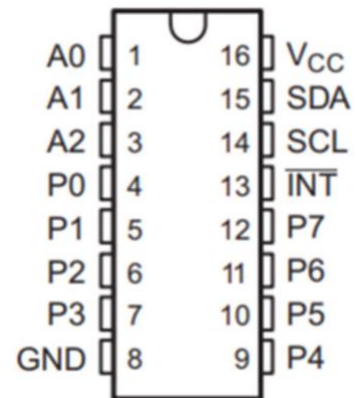 A0 1 16 VCC
A1 2 15 SDA
A2 3 14 SCL
P0 4 13 INT
P1 5 12 P7
P2 6 11 P6
P3 7 10 P5
GND 8 9 P4